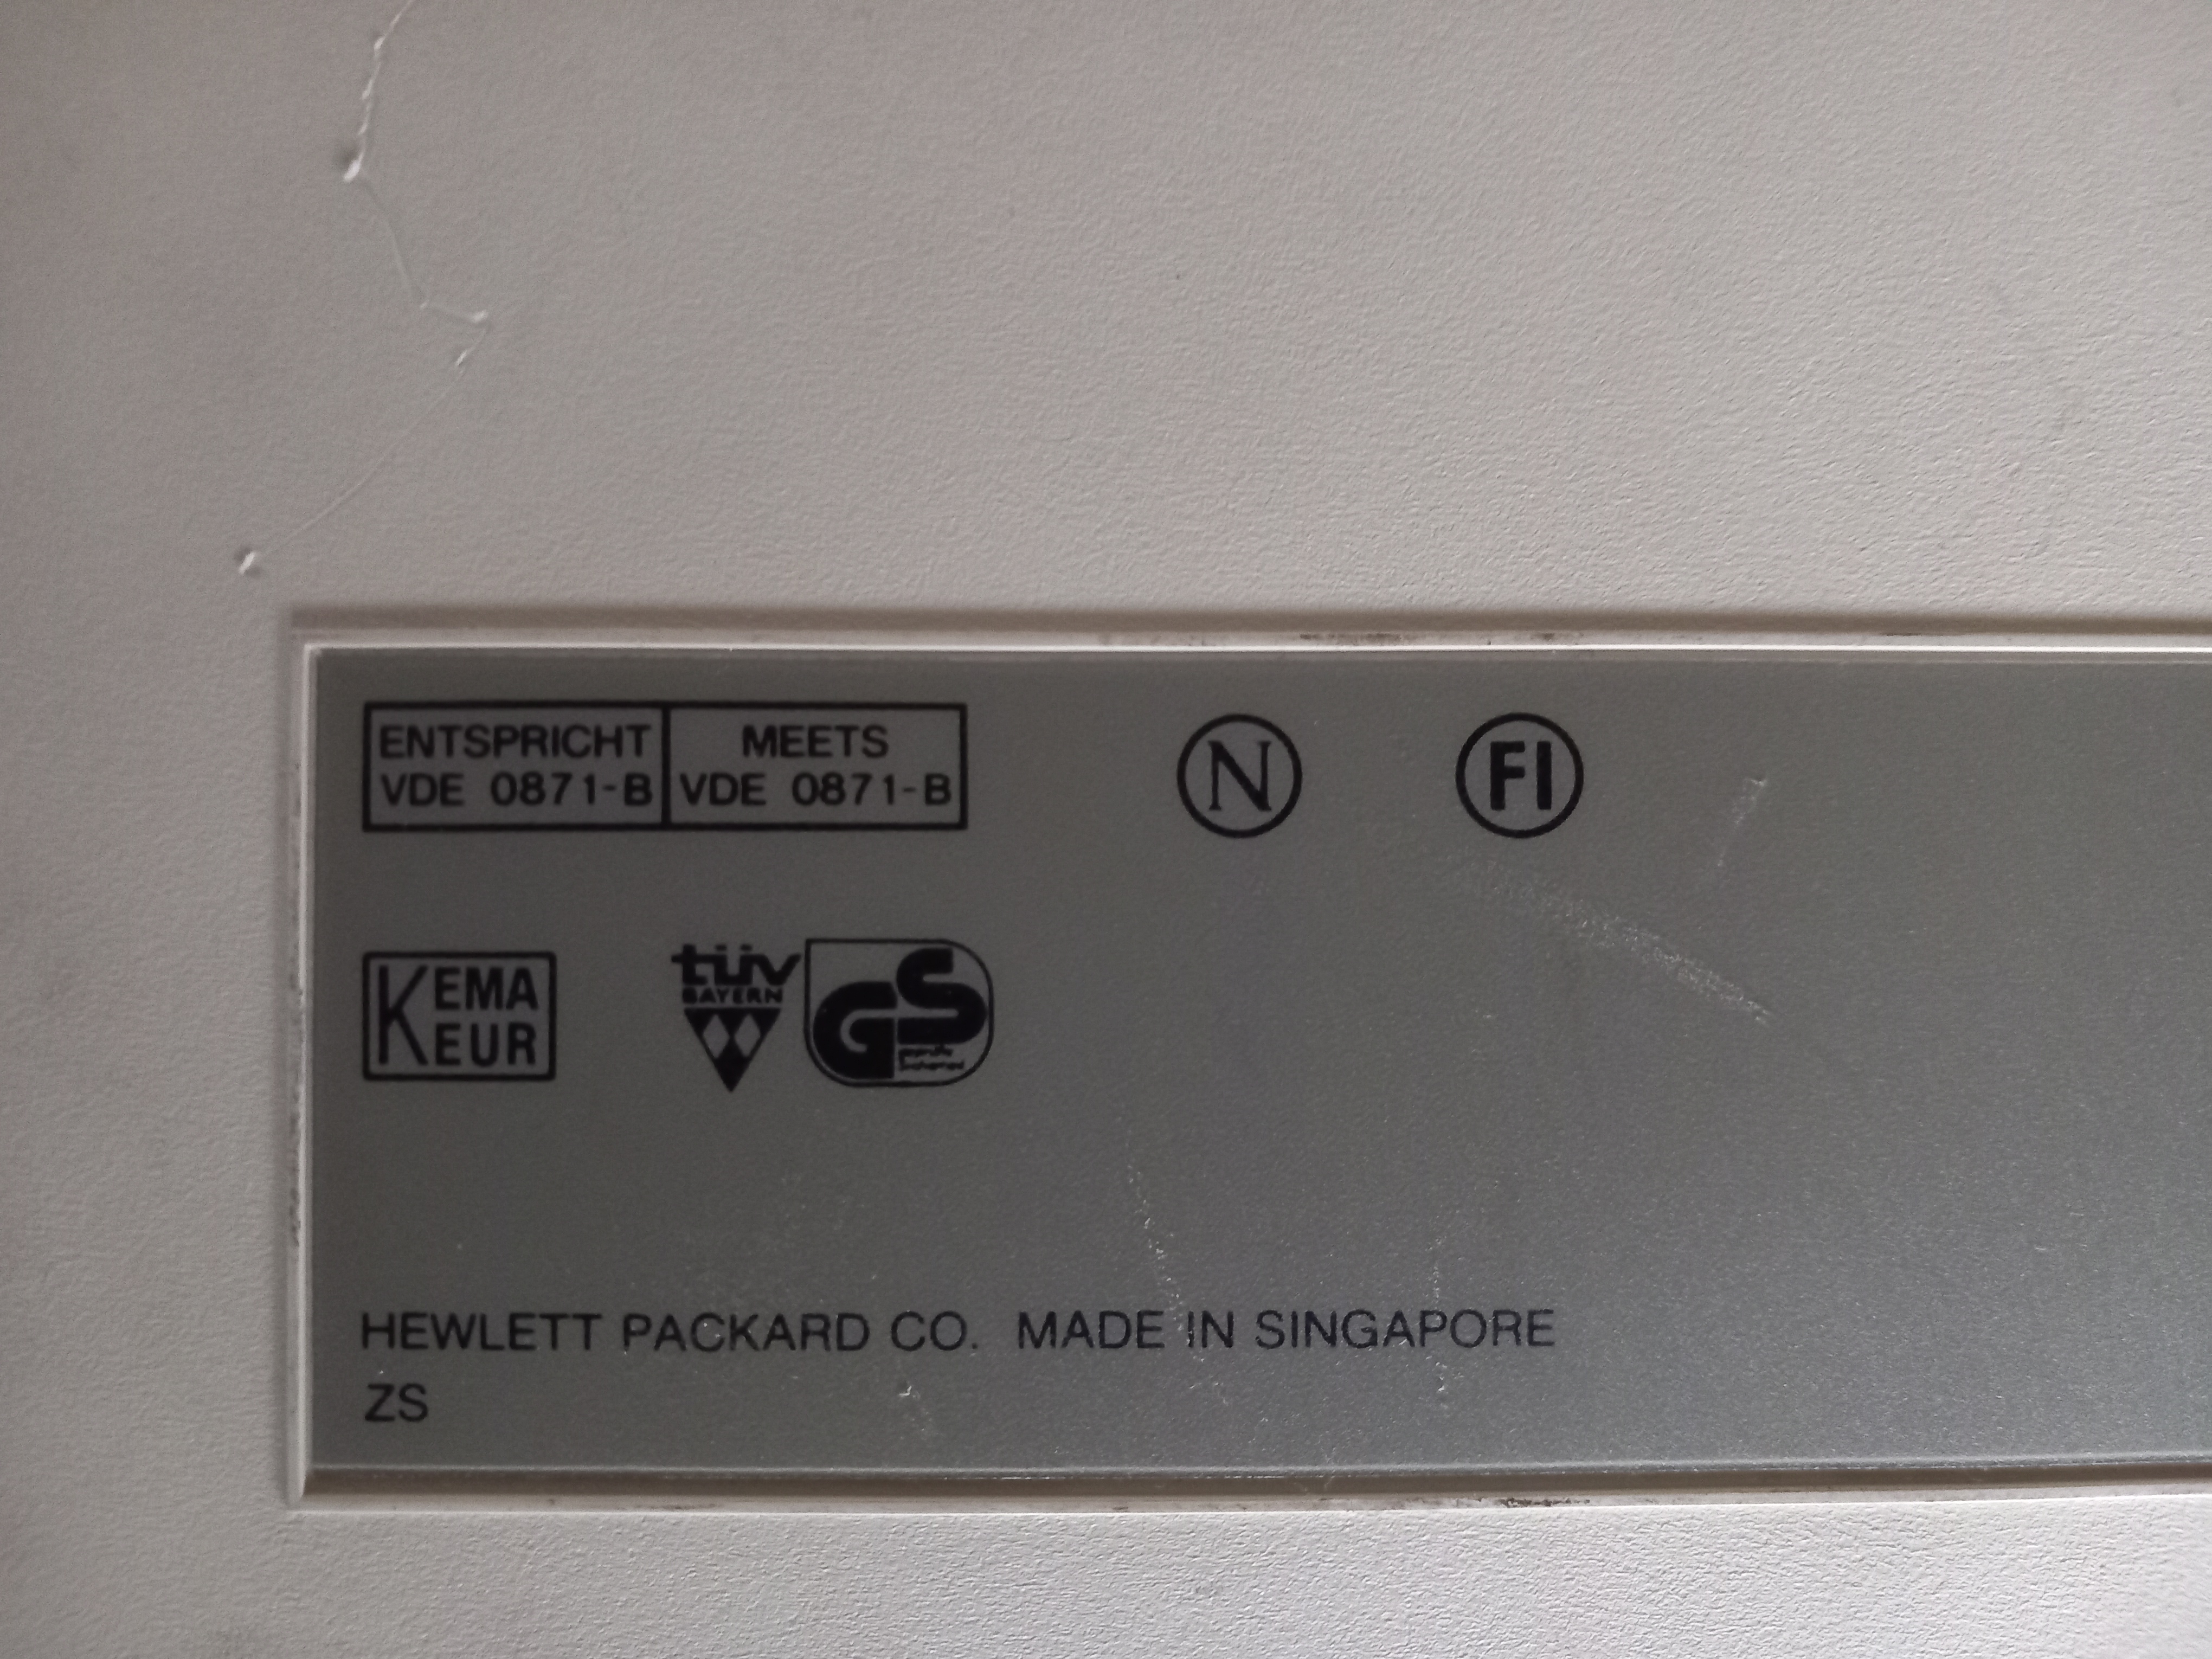 ENTSPRICHT
VDE 0871-B
MEETS
VDE 0871-B
N
FI
KEMA
KEUR
TÜV
BAYERN
GS
HEWLETT PACKARD CO. MADE IN SINGAPORE
ZS